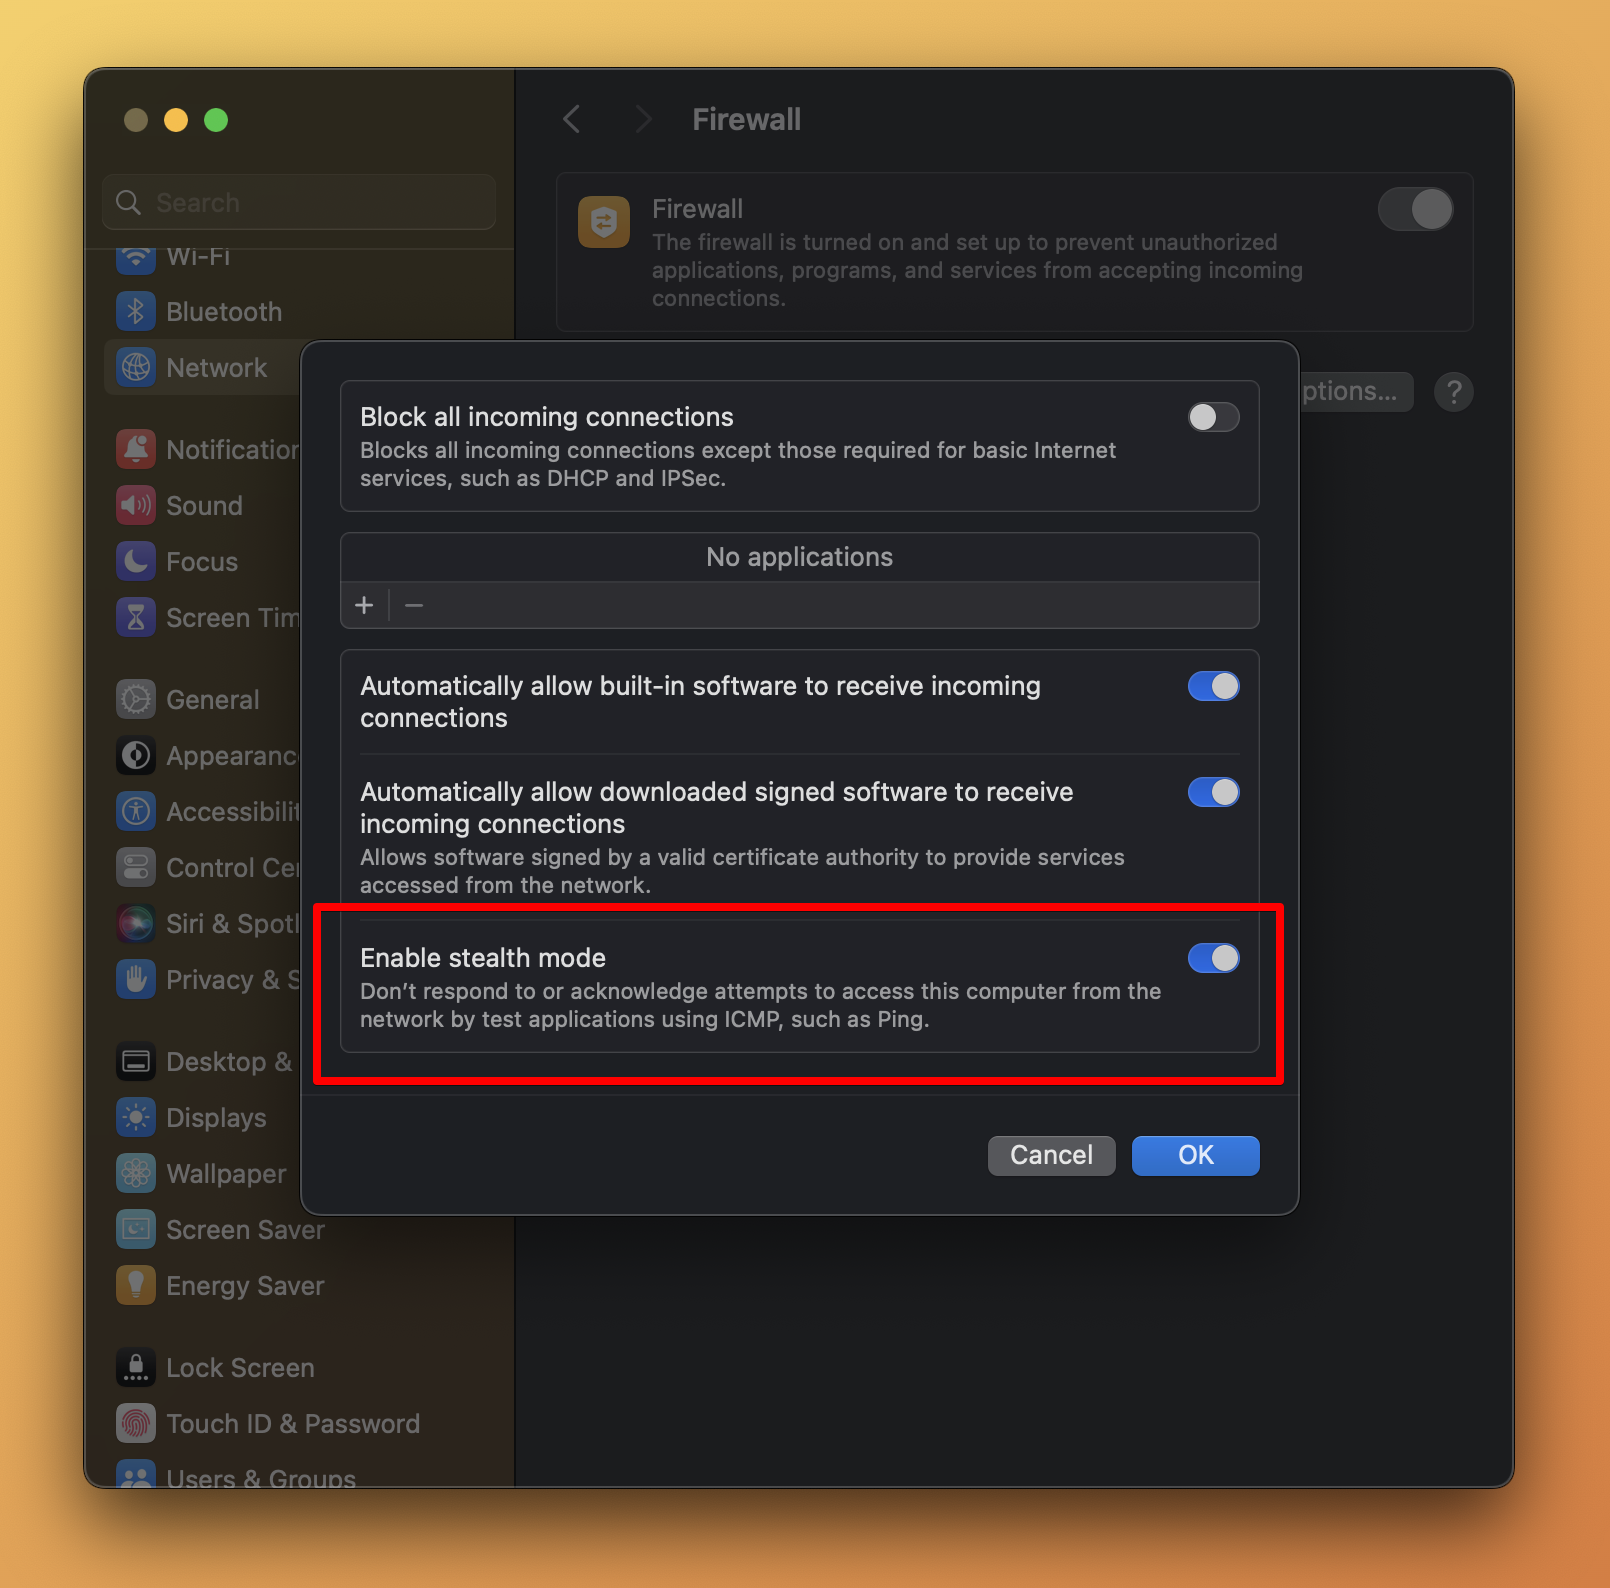 Firewall
Search
Firewall
The firewall is turned on and set up to prevent unauthorized
applications, programs, and services from accepting incoming
connections.
ptions...
?
Wi-Fi
Bluetooth
Network
Notification
Sound
Focus
Screen Tim
General
Appearanc
Accessibilit
Control Ce
Siri & Spotl
Privacy & S
Desktop &
Displays
Wallpaper
Screen Saver
Energy Saver
Lock Screen
Touch ID & Password
Users & Groups
Block all incoming connections
Blocks all incoming connections except those required for basic Internet
services, such as DHCP and IPSec.
No applications
+ −
Automatically allow built-in software to receive incoming
connections
Automatically allow downloaded signed software to receive
incoming connections
Allows software signed by a valid certificate authority to provide services
accessed from the network.
Enable stealth mode
Don’t respond to or acknowledge attempts to access this computer from the
network by test applications using ICMP, such as Ping.
Cancel
OK